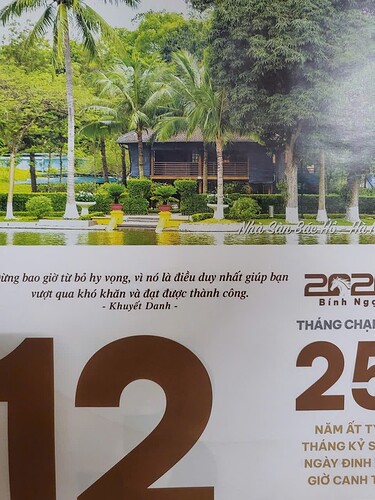 Nhà Sàn Bác Hồ - Hà
ừng bao giờ từ bỏ hy vọng, vì nó là điều duy nhất giúp bạn
vượt qua khó khăn và đạt được thành công.
- Khuyết Danh -
202
Bính Ngọ
THÁNG CHẠ
12
25
NĂM ẤT T
THÁNG KỶ S
NGÀY ĐINH
GIỜ CANH T